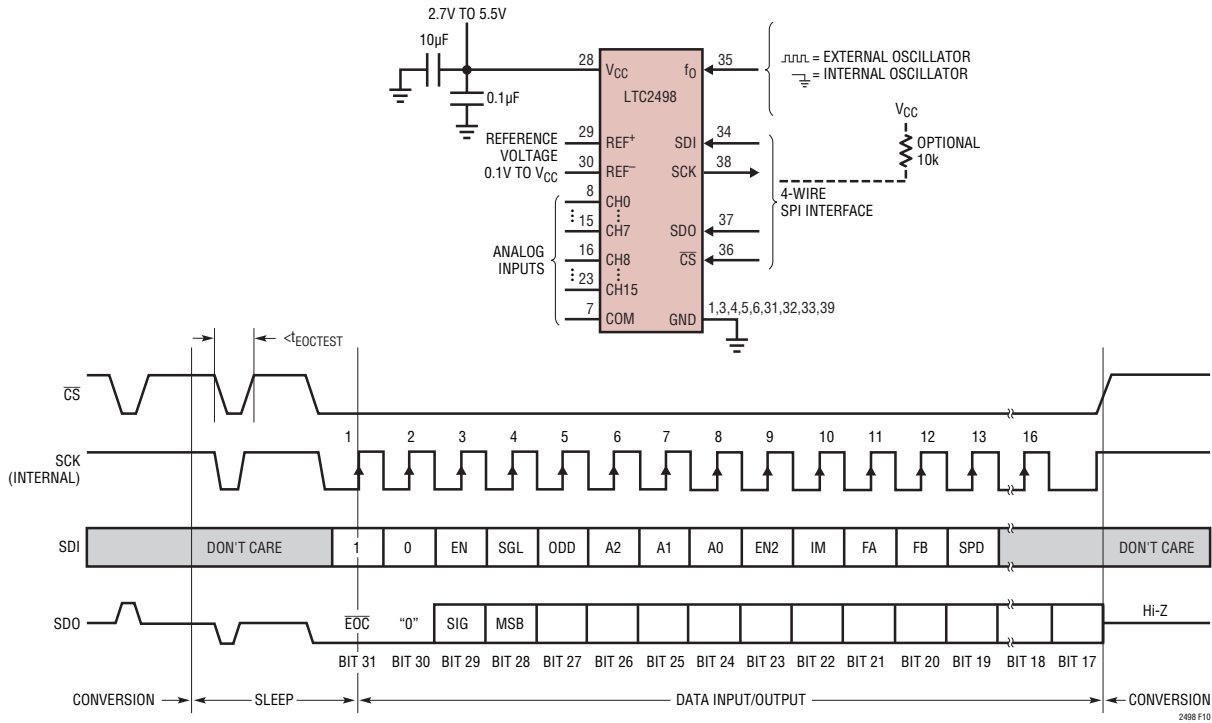 2.7V TO 5.5V
10µF
0.1µF
28
VCC
fO
35
LTC2498
= EXTERNAL OSCILLATOR
= INTERNAL OSCILLATOR
REFERENCE
VOLTAGE
0.1V TO VCC
29
REF+
30
REF–
SDI
34
SCK
38
SDO
37
CS
36
VCC
OPTIONAL
10k
4-WIRE
SPI INTERFACE
ANALOG
INPUTS
8
CH0
15
CH7
16
CH8
23
CH15
7
COM
GND
1,3,4,5,6,31,32,33,39
<tEOCTEST
CS
1 2 3 4 5 6 7 8 9 10 11 12 13 16
SCK
(INTERNAL)
SDI
DON'T CARE 1 0 EN SGL ODD A2 A1 A0 EN2 IM FA FB SPD DON'T CARE
SDO
EOC "0" SIG MSB Hi-Z
BIT 31 BIT 30 BIT 29 BIT 28 BIT 27 BIT 26 BIT 25 BIT 24 BIT 23 BIT 22 BIT 21 BIT 20 BIT 19 BIT 18 BIT 17
CONVERSION SLEEP DATA INPUT/OUTPUT CONVERSION
2498 F10